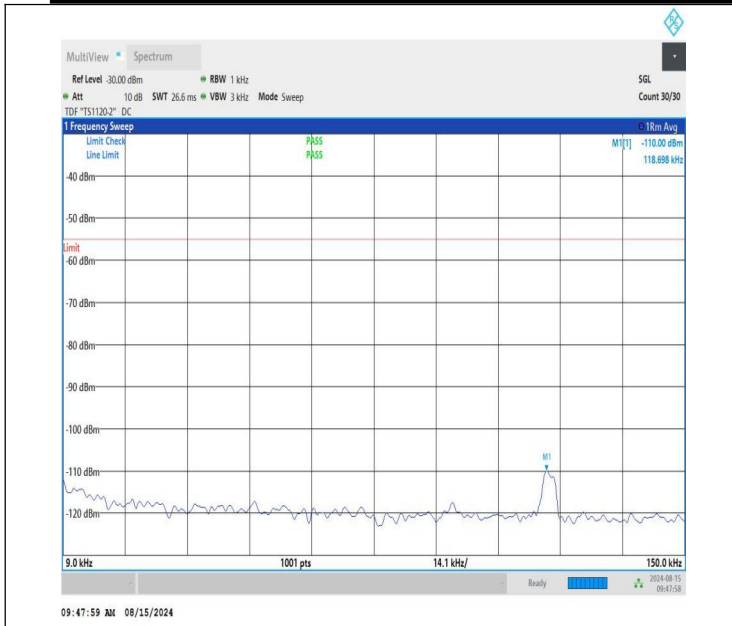 R S
MultiView Spectrum
Ref Level -30.00 dBm RBW 1 kHz SGL
Att 10 dB SWT 26.6 ms VBW 3 kHz Mode Sweep Count 30/30
TDF "TS1120-2" DC
1 Frequency Sweep 1Rm Avg
Limit Check PASS M1[1] -110.00 dBm
Line Limit PASS 118.698 kHz
-40 dBm
-50 dBm
Limit
-60 dBm
-70 dBm
-80 dBm
-90 dBm
-100 dBm
M1
-110 dBm
-120 dBm
9.0 kHz 1001 pts 14.1 kHz/ 150.0 kHz
Ready 2024-08-15
09:47:58
09:47:59 AM 08/15/2024